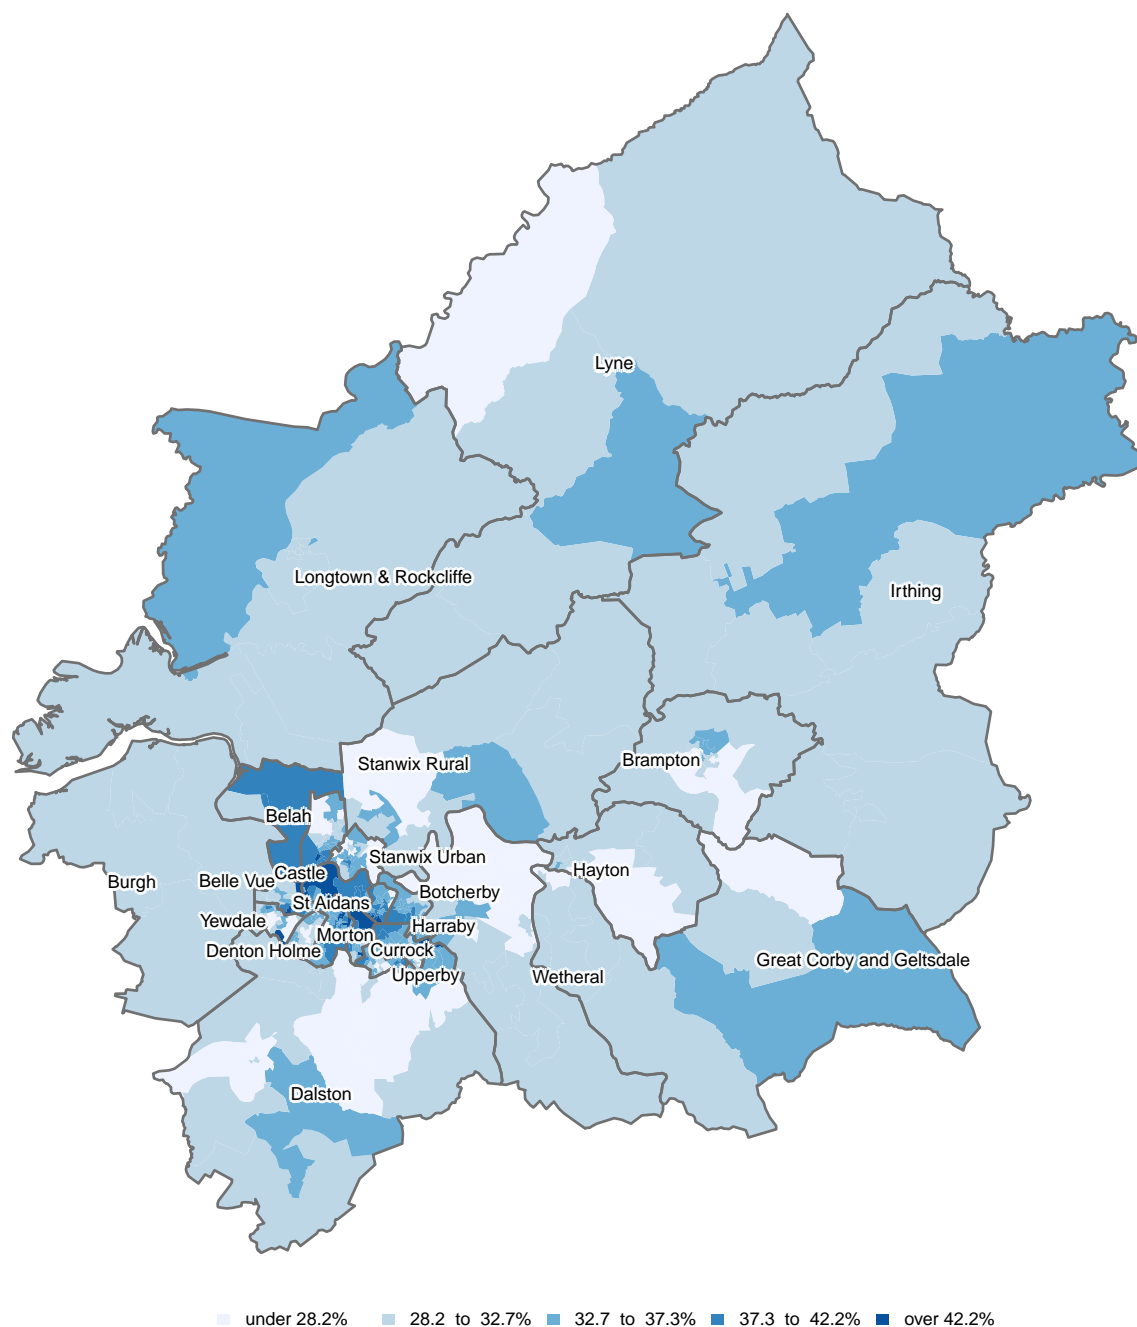 Lyne
Longtown & Rockcliffe
Irthing
Stanwix Rural
Brampton
Belah
Stanwix Urban
Hayton
Castle
Belle Vue
Burgh
Botcherby
St Aidans
Yewdale
Harraby
Morton
Denton Holme
Currock
Great Corby and Geltsdale
Upperby
Wetheral
Dalston
under 28.2% 28.2 to 32.7% 32.7 to 37.3% 37.3 to 42.2% over 42.2%